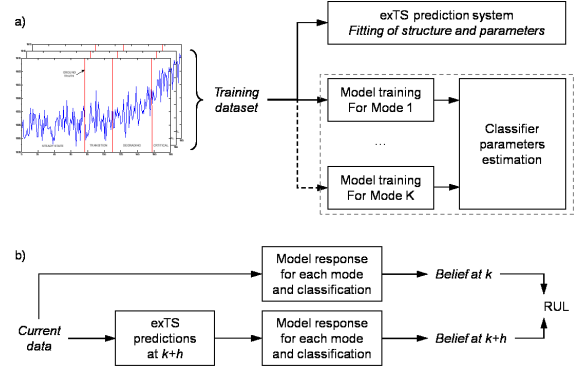 a)
exTS prediction system
Fitting of structure and parameters
Training
dataset
Model training
For Mode 1
...
Model training
For Mode K
Classifier
parameters
estimation
b)
Model response
for each mode
and classification
Belief at k
RUL
Current
data
exTS
predictions
at k+h
Model response
for each mode
and classification
Belief at k+h